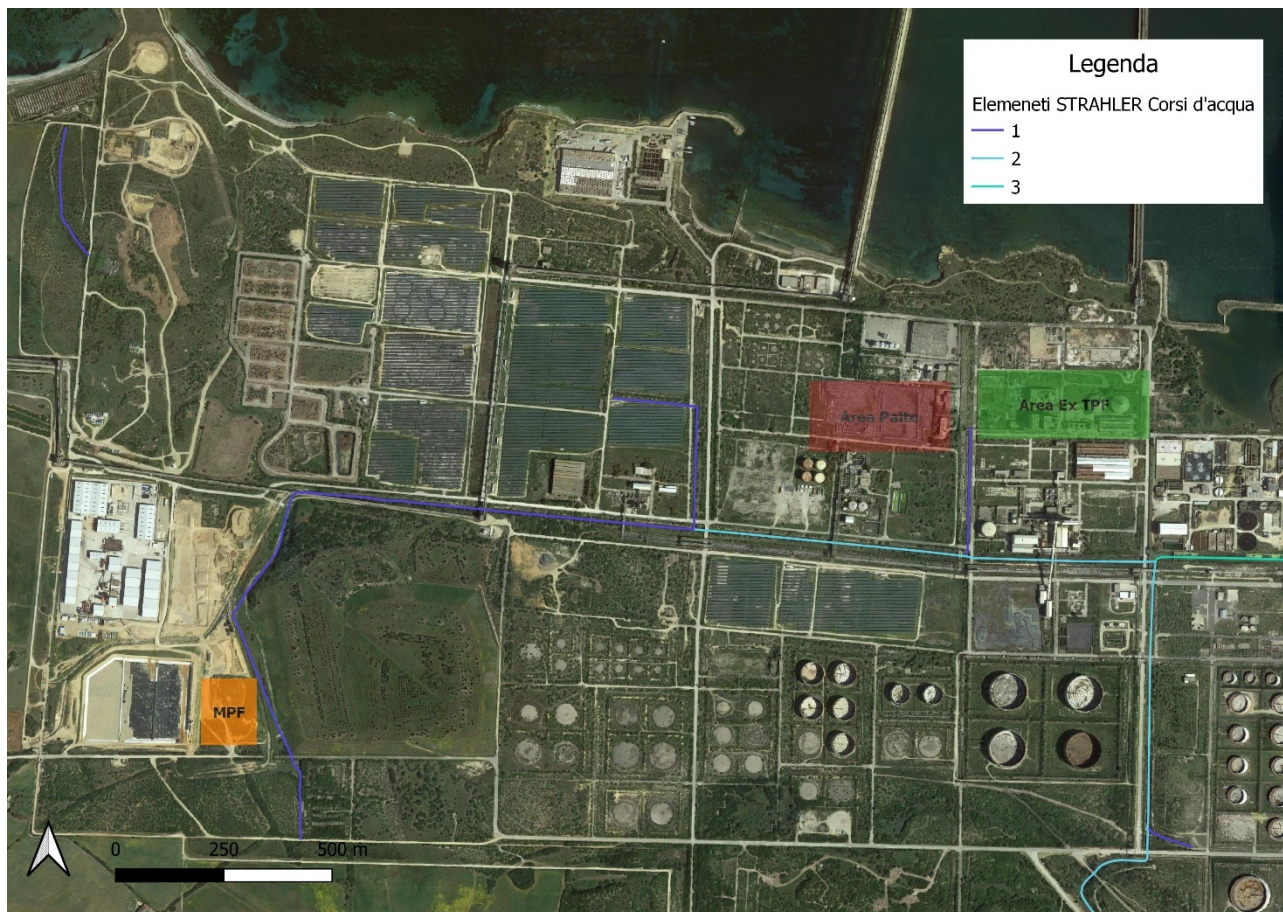 Legenda
Elemeneti STRAHLER Corsi d'acqua
1
2
3
Area Palte
Area Ex TPF
MPF
0 250 500 m